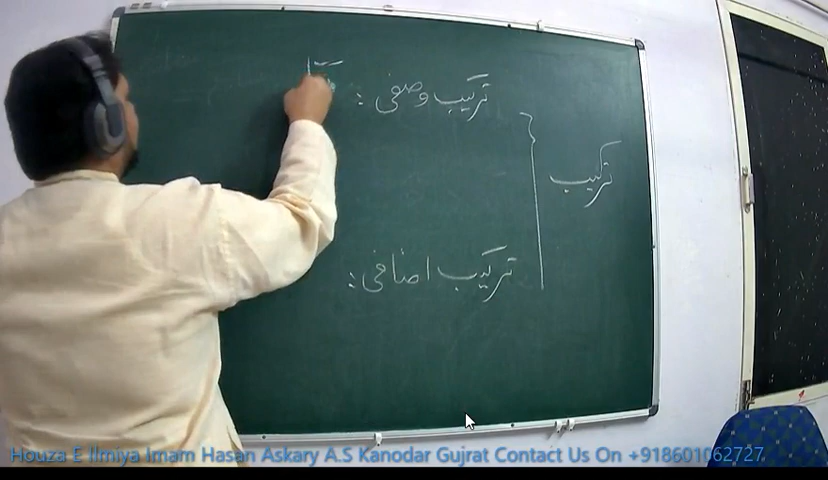 ترکیب وصفی:
ترکیب
ترکیب اضافی:
Houza E Ilmiya Imam Hasan Askary A.S Kanodar Gujrat Contact Us On +918601062727